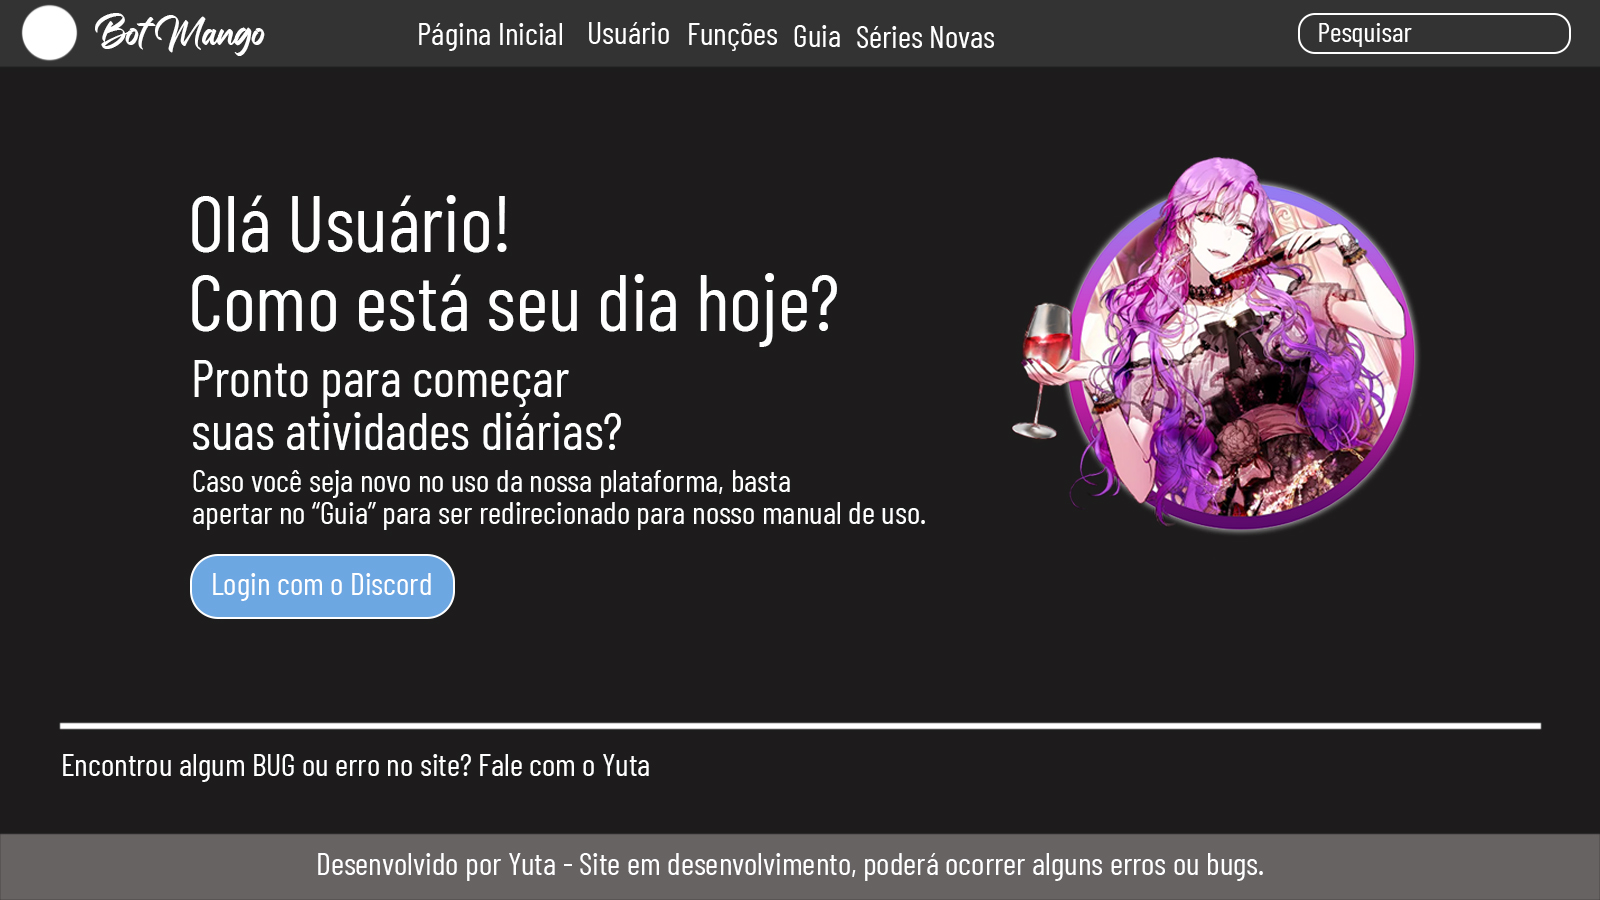 Bot Mango
Página Inicial Usuário Funções Guia Séries Novas
Pesquisar
Olá Usuário!
Como está seu dia hoje?
Pronto para começar
suas atividades diárias?
Caso você seja novo no uso da nossa plataforma, basta
apertar no “Guia” para ser redirecionado para nosso manual de uso.
Login com o Discord
Encontrou algum BUG ou erro no site? Fale com o Yuta
Desenvolvido por Yuta - Site em desenvolvimento, poderá ocorrer alguns erros ou bugs.